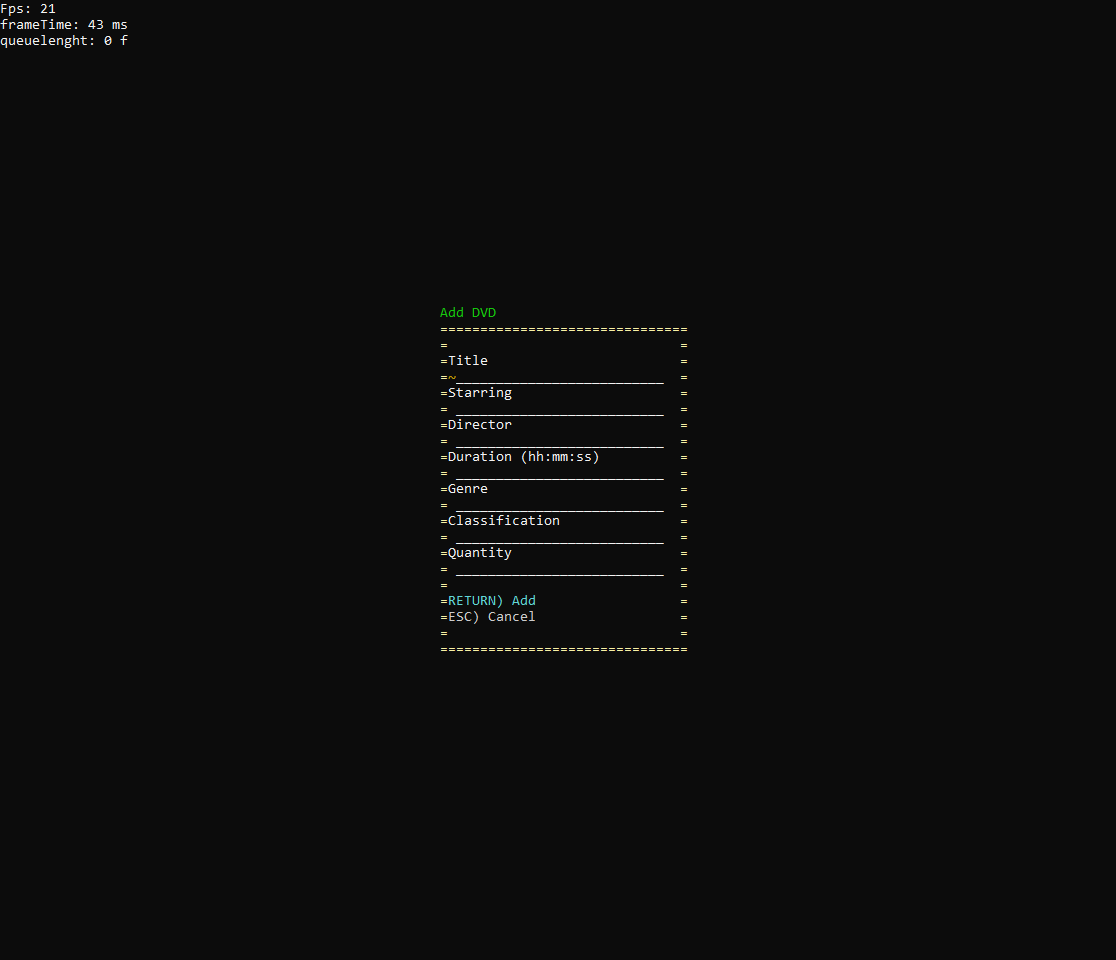 Fps: 21
frameTime: 43 ms
queuelenght: 0 f
Add DVD
===============================
=                             =
=Title                        =
=~__________________________  =
=Starring                     =
= __________________________  =
=Director                     =
= __________________________  =
=Duration (hh:mm:ss)          =
= __________________________  =
=Genre                        =
= __________________________  =
=Classification               =
= __________________________  =
=Quantity                     =
= __________________________  =
=                             =
=RETURN) Add                  =
=ESC) Cancel                  =
=                             =
===============================